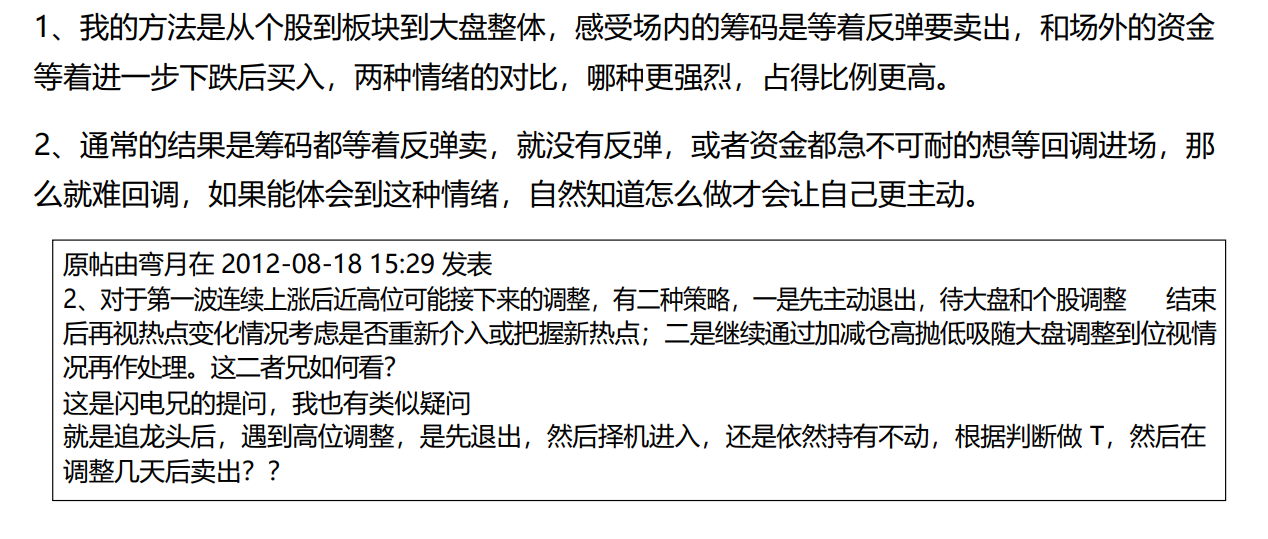 1、我的方法是从个股到板块到大盘整体，感受场内的筹码是等着反弹要卖出，和场外的资金
等着进一步下跌后买入，两种情绪的对比，哪种更强烈，占得比例更高。
2、通常的结果是筹码都等着反弹卖，就没有反弹，或者资金都急不可耐的想等回调进场，那
么就难回调，如果能体会到这种情绪，自然知道怎么做才会让自己更主动。
原帖由弯月在 2012-08-18 15:29 发表
2、对于第一波连续上涨后近高位可能接下来的调整，有二种策略，一是先主动退出，待大盘和个股调整 结束
后再视热点变化情况考虑是否重新介入或把握新热点；二是继续通过加减仓高抛低吸随大盘调整到位视情
况再作处理。这二者兄如何看？
这是闪电兄的提问，我也有类似疑问
就是追龙头后，遇到高位调整，是先退出，然后择机进入，还是依然持有不动，根据判断做 T，然后在
调整几天后卖出？？